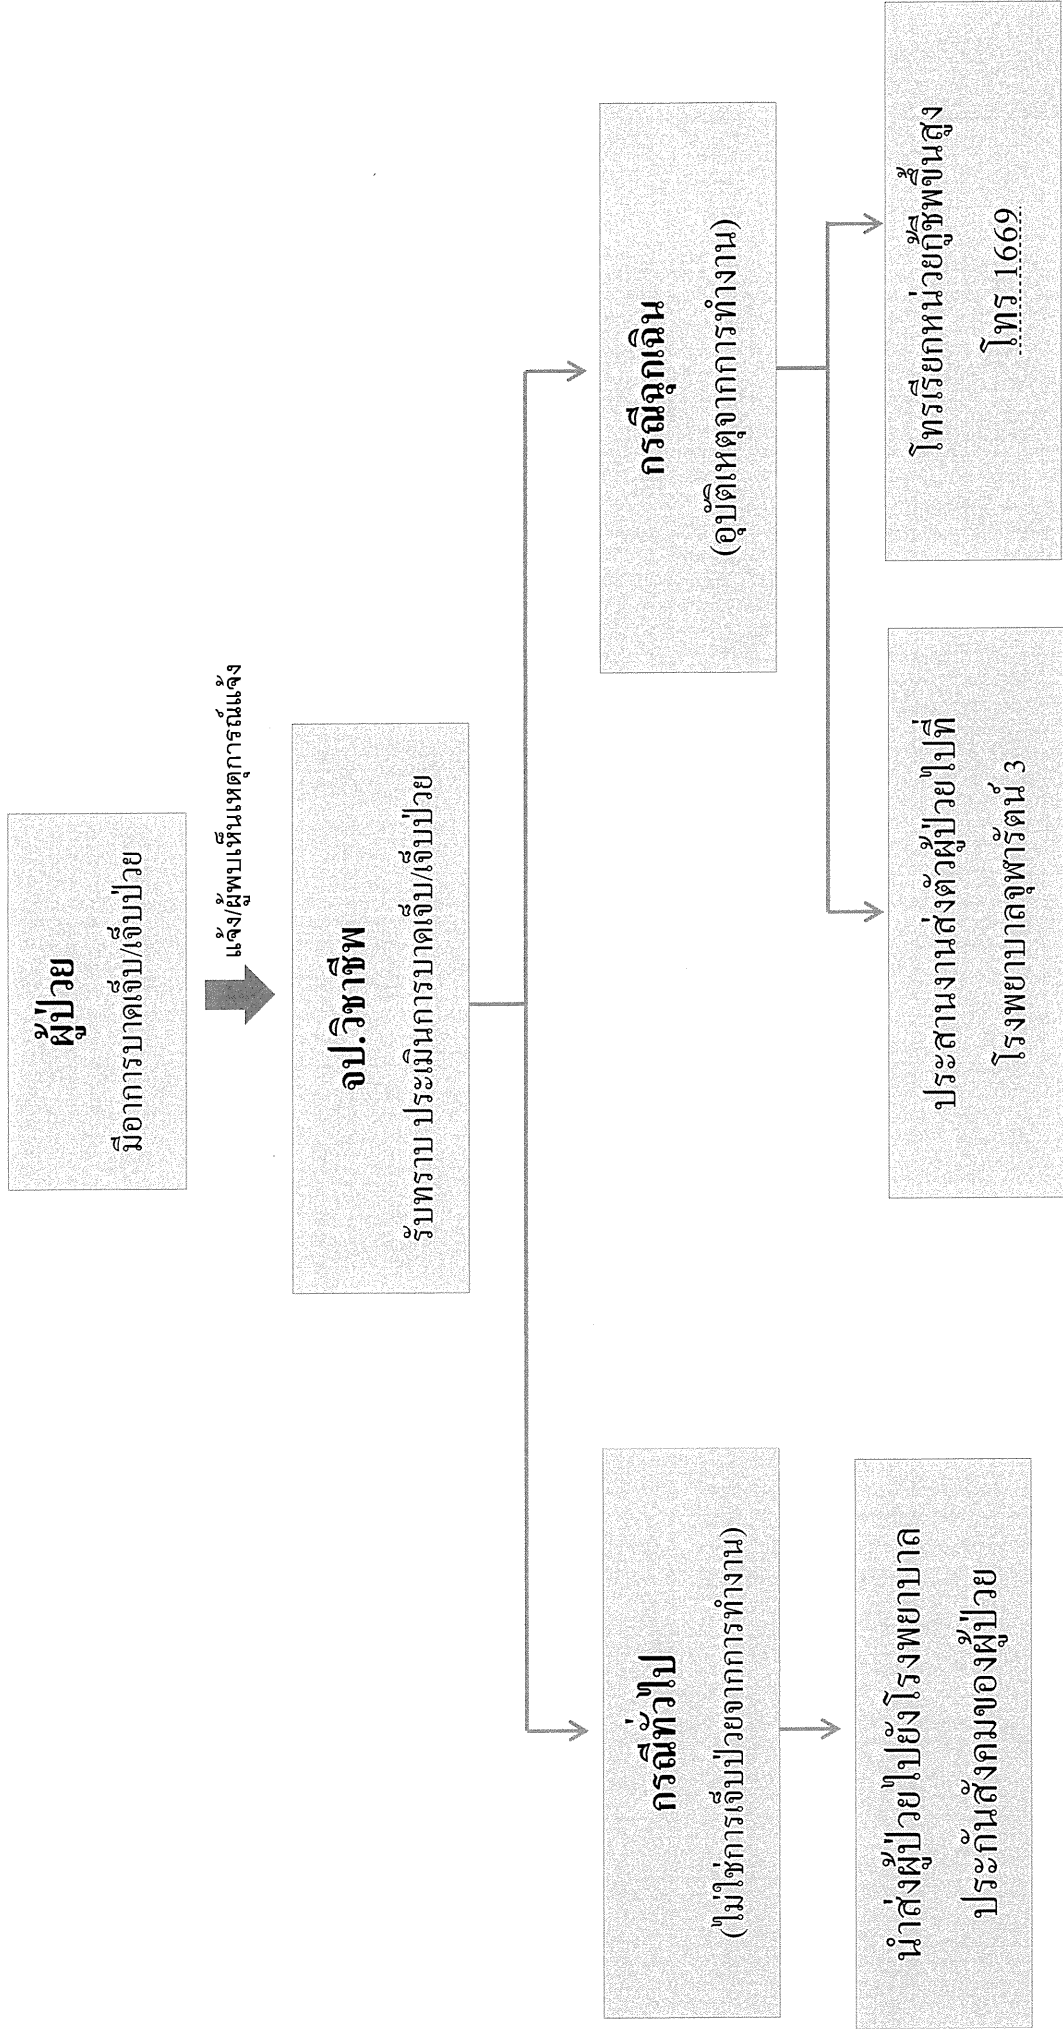 ผู้ป่วย
มีอาการบาดเจ็บ/เจ็บป่วย
แจ้ง/ผู้พบเห็นเหตุการณ์แจ้ง
จป.วิชาชีพ
รับทราบ ประเมินการบาดเจ็บ/เจ็บป่วย
กรณีทั่วไป
(ไม่ใช่การเจ็บป่วยจากการทำงาน)
นำส่งผู้ป่วยไปยังโรงพยาบาล
ประกันสังคมของผู้ป่วย
กรณีฉุกเฉิน
(อุบัติเหตุจากการทำงาน)
ประสานงานส่งตัวผู้ป่วยไปที่
โรงพยาบาลจุฬารัตน์ 3
โทรเรียกหน่วยกู้ชีพขั้นสูง
โทร 1669